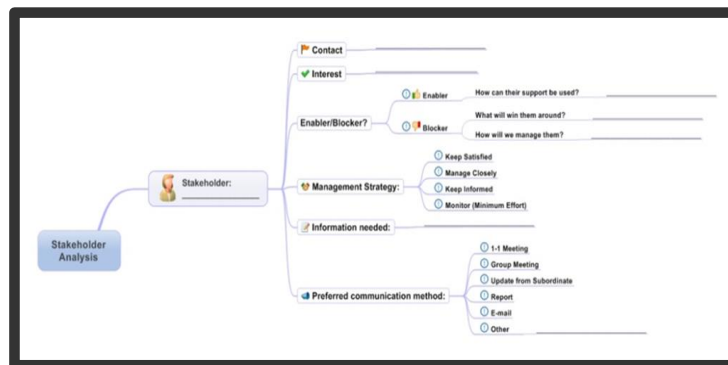 Contact
Interest
Enabler/Blocker?
Enabler
How can their support be used?
Blocker
What will win them around?
How will we manage them?
Stakeholder:
Management Strategy:
Keep Satisfied
Manage Closely
Keep Informed
Monitor (Minimum Effort)
Information needed:
Stakeholder
Analysis
Preferred communication method:
1-1 Meeting
Group Meeting
Update from Subordinate
Report
E-mail
Other